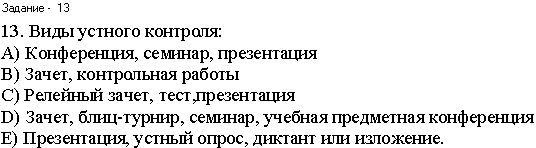 Задание - 13
13. Виды устного контроля:
A) Конференция, семинар, презентация
B) Зачет, контрольная работы
C) Релейный зачет, тест,презентация
D) Зачет, блиц-турнир, семинар, учебная предметная конференция
E) Презентация, устный опрос, диктант или изложение.